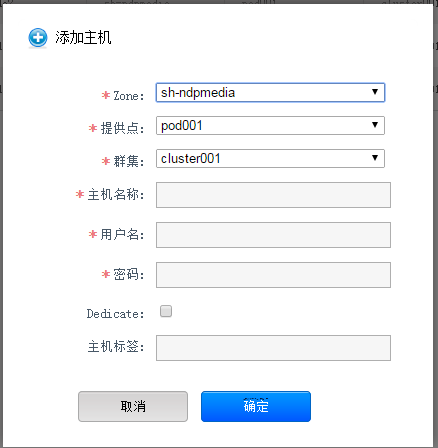 添加主机
*Zone: sh-ndpmedia
*提供点: pod001
*群集: cluster001
*主机名称:
*用户名:
*密码:
Dedicate:
主机标签:
取消 确定